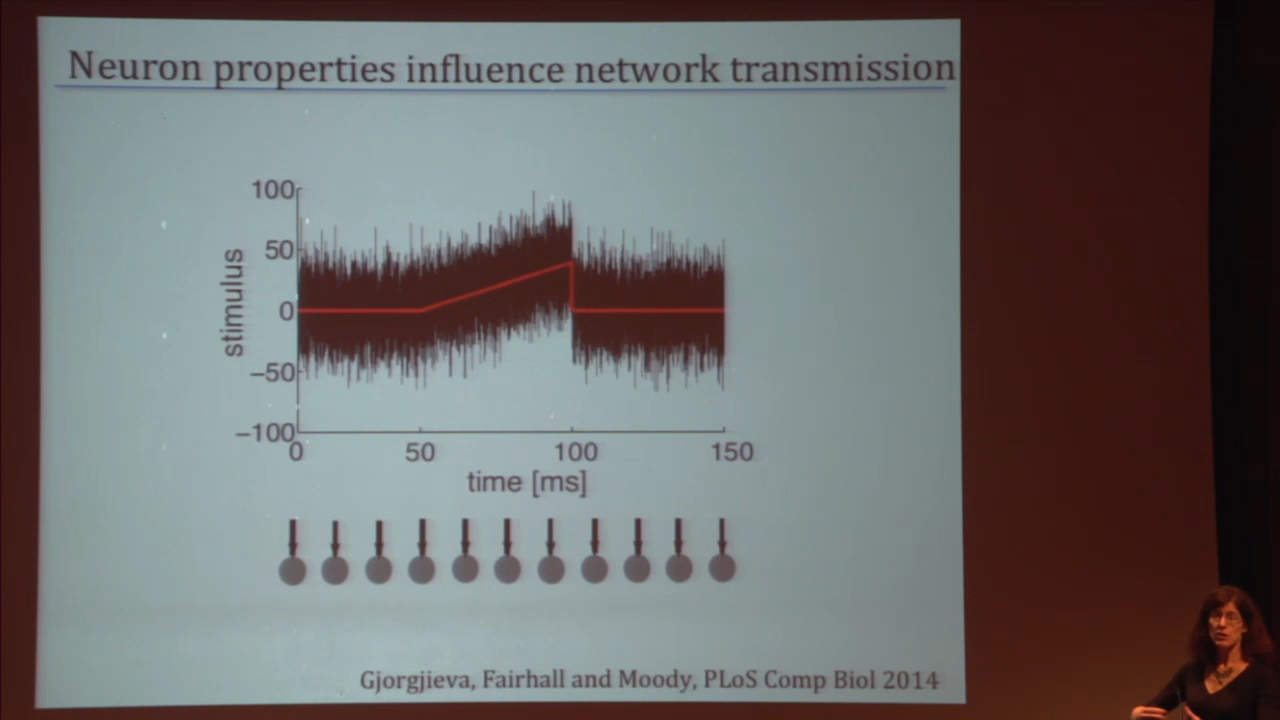 Neuron properties influence network transmission
100
50
0
−50
−100
stimulus
0 50 100 150
time [ms]
Gjorgjieva, Fairhall and Moody, PLoS Comp Biol 2014